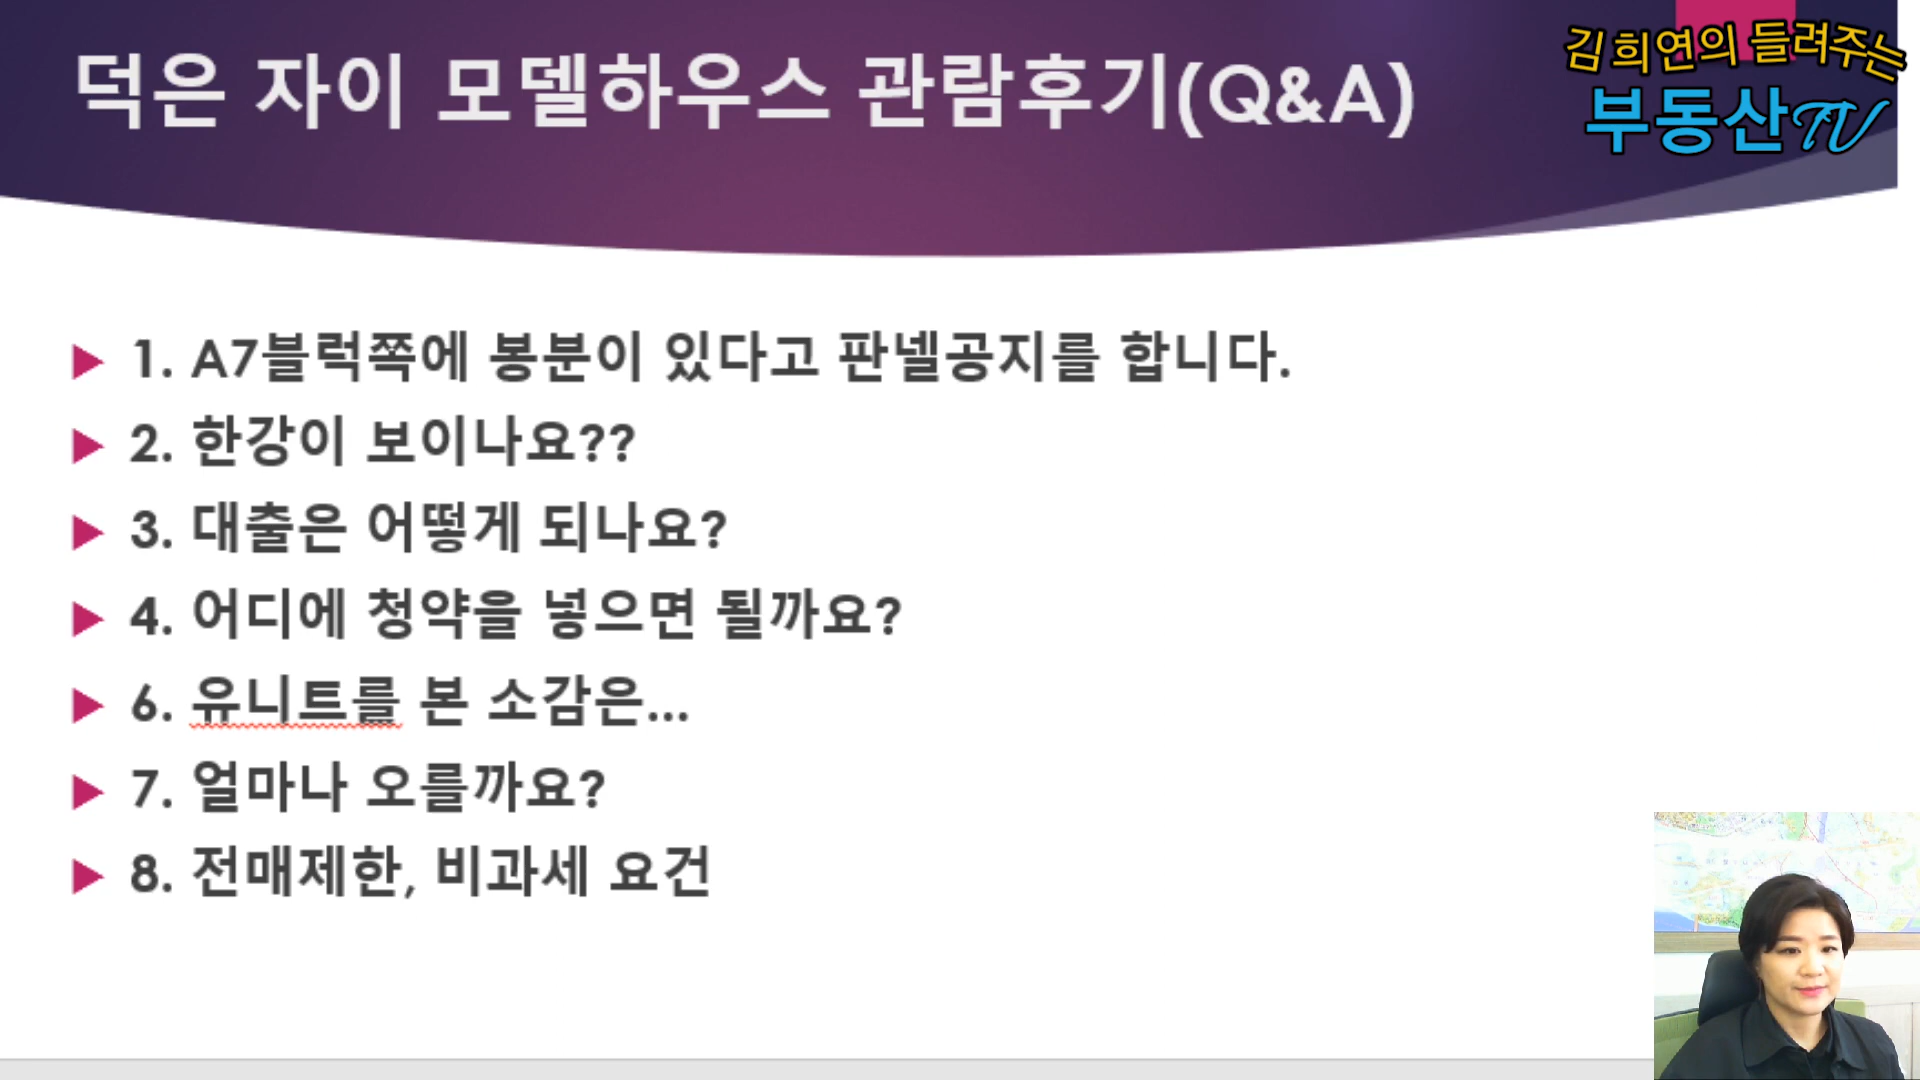 덕은 자이 모델하우스 관람후기(Q&A)
김희연의 들려주는
부동산TV
1. A7블럭쪽에 봉분이 있다고 판넬공지를 합니다.
2. 한강이 보이나요??
3. 대출은 어떻게 되나요?
4. 어디에 청약을 넣으면 될까요?
6. 유니트를 본 소감은...
7. 얼마나 오를까요?
8. 전매제한, 비과세 요건